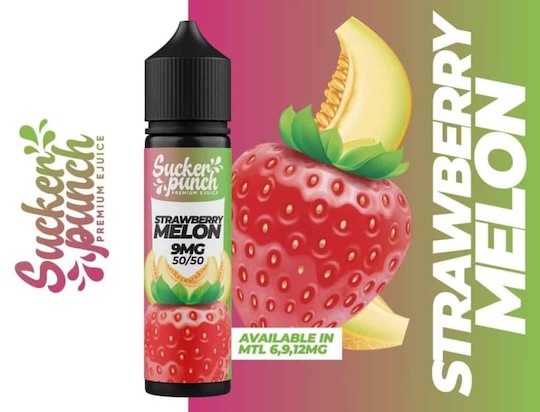 Sucker
punch
PREMIUM EJUICE
Sucker
punch
PREMIUM EJUICE
STRAWBERRY
MELON
9MG
50/50
AVAILABLE IN
MTL 6,9,12MG
STRAWBERRY
MELON